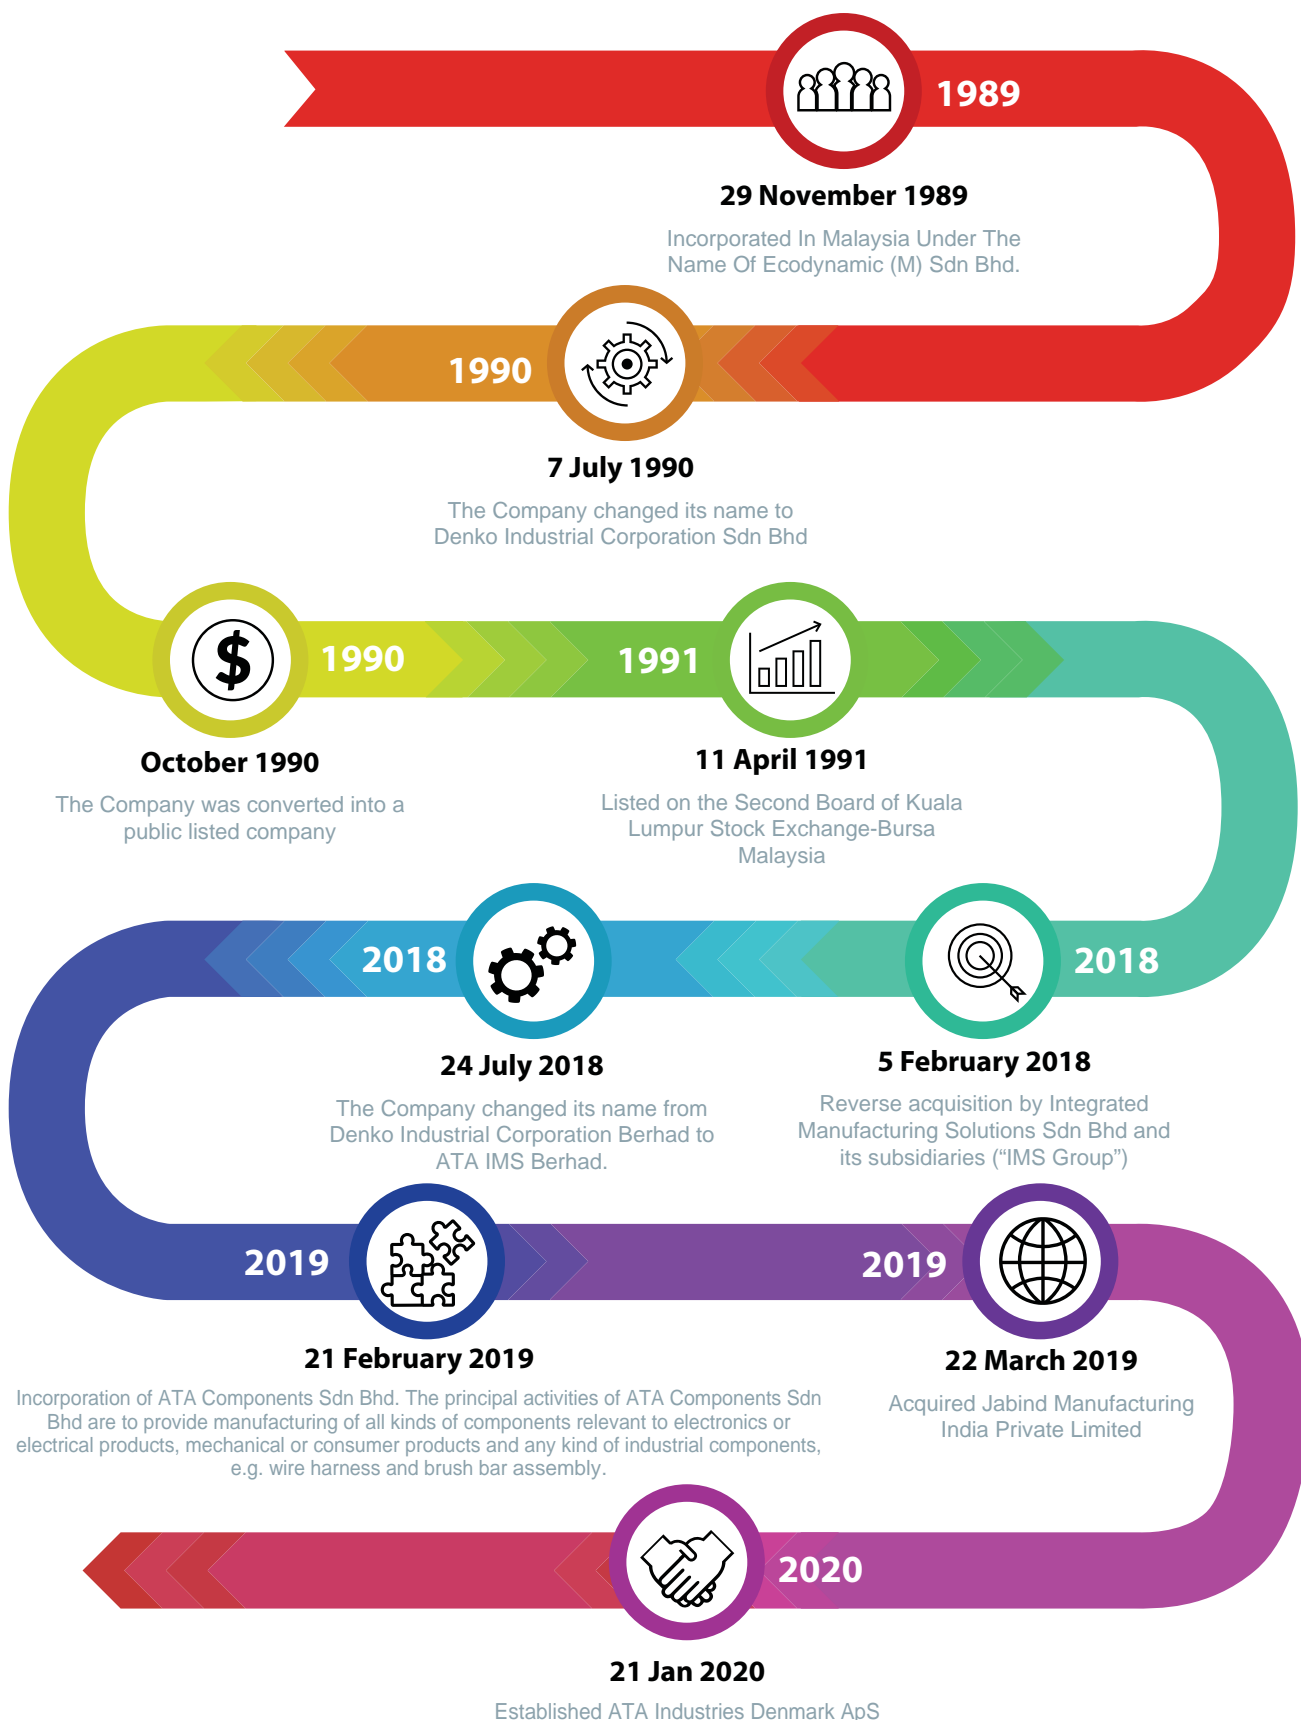 1989
29 November 1989
Incorporated In Malaysia Under The
Name Of Ecodynamic (M) Sdn Bhd.
1990
7 July 1990
The Company changed its name to
Denko Industrial Corporation Sdn Bhd
$
1990
October 1990
The Company was converted into a
public listed company
1991
11 April 1991
Listed on the Second Board of Kuala
Lumpur Stock Exchange-Bursa
Malaysia
2018
5 February 2018
Reverse acquisition by Integrated
Manufacturing Solutions Sdn Bhd and
its subsidiaries (“IMS Group”)
2018
24 July 2018
The Company changed its name from
Denko Industrial Corporation Berhad to
ATA IMS Berhad.
2019
21 February 2019
Incorporation of ATA Components Sdn Bhd. The principal activities of ATA Components Sdn
Bhd are to provide manufacturing of all kinds of components relevant to electronics or
electrical products, mechanical or consumer products and any kind of industrial components,
e.g. wire harness and brush bar assembly.
2019
22 March 2019
Acquired Jabind Manufacturing
India Private Limited
2020
21 Jan 2020
Established ATA Industries Denmark ApS